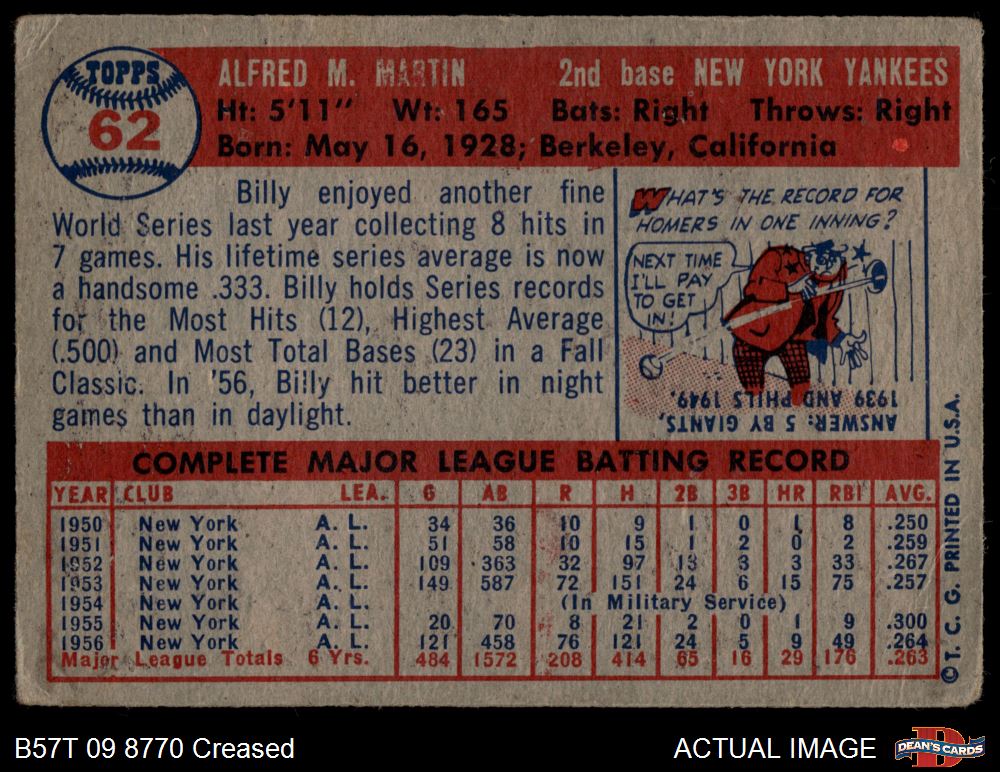 TOPPS
62
ALFRED M. MARTIN 2nd base NEW YORK YANKEES
Ht: 5'11" Wt: 165 Bats: Right Throws: Right
Born: May 16, 1928; Berkeley, California
Billy enjoyed another fine
World Series last year collecting 8 hits in
7 games. His lifetime series average is now
a handsome .333. Billy holds Series records
for the Most Hits (12), Highest Average
(.500) and Most Total Bases (23) in a Fall
Classic. In '56, Billy hit better in night
games than in daylight.
WHAT'S THE RECORD FOR
HOMERS IN ONE INNING?
NEXT TIME
I'LL PAY
TO GET
IN!
ANSWER: 5 BY GIANTS,
1939 AND PHILS 1949.
COMPLETE MAJOR LEAGUE BATTING RECORD
YEAR CLUB LEA. G AB R H 2B 3B HR RBI AVG.
1950 New York A. L. 34 36 10 9 1 0 1 8 .250
1951 New York A. L. 51 58 10 15 1 2 0 2 .259
1952 New York A. L. 109 363 32 97 13 3 3 33 .267
1953 New York A. L. 149 587 72 151 24 6 15 75 .257
1954 New York A. L. (In Military Service)
1955 New York A. L. 20 70 8 21 2 0 1 9 .300
1956 New York A. L. 121 458 76 121 24 5 9 49 .264
Major League Totals 6 Yrs. 484 1572 208 414 65 16 29 176 .263
© T. C. G. PRINTED IN U.S.A.
B57T 09 8770 Creased
ACTUAL IMAGE
DEAN'S CARDS